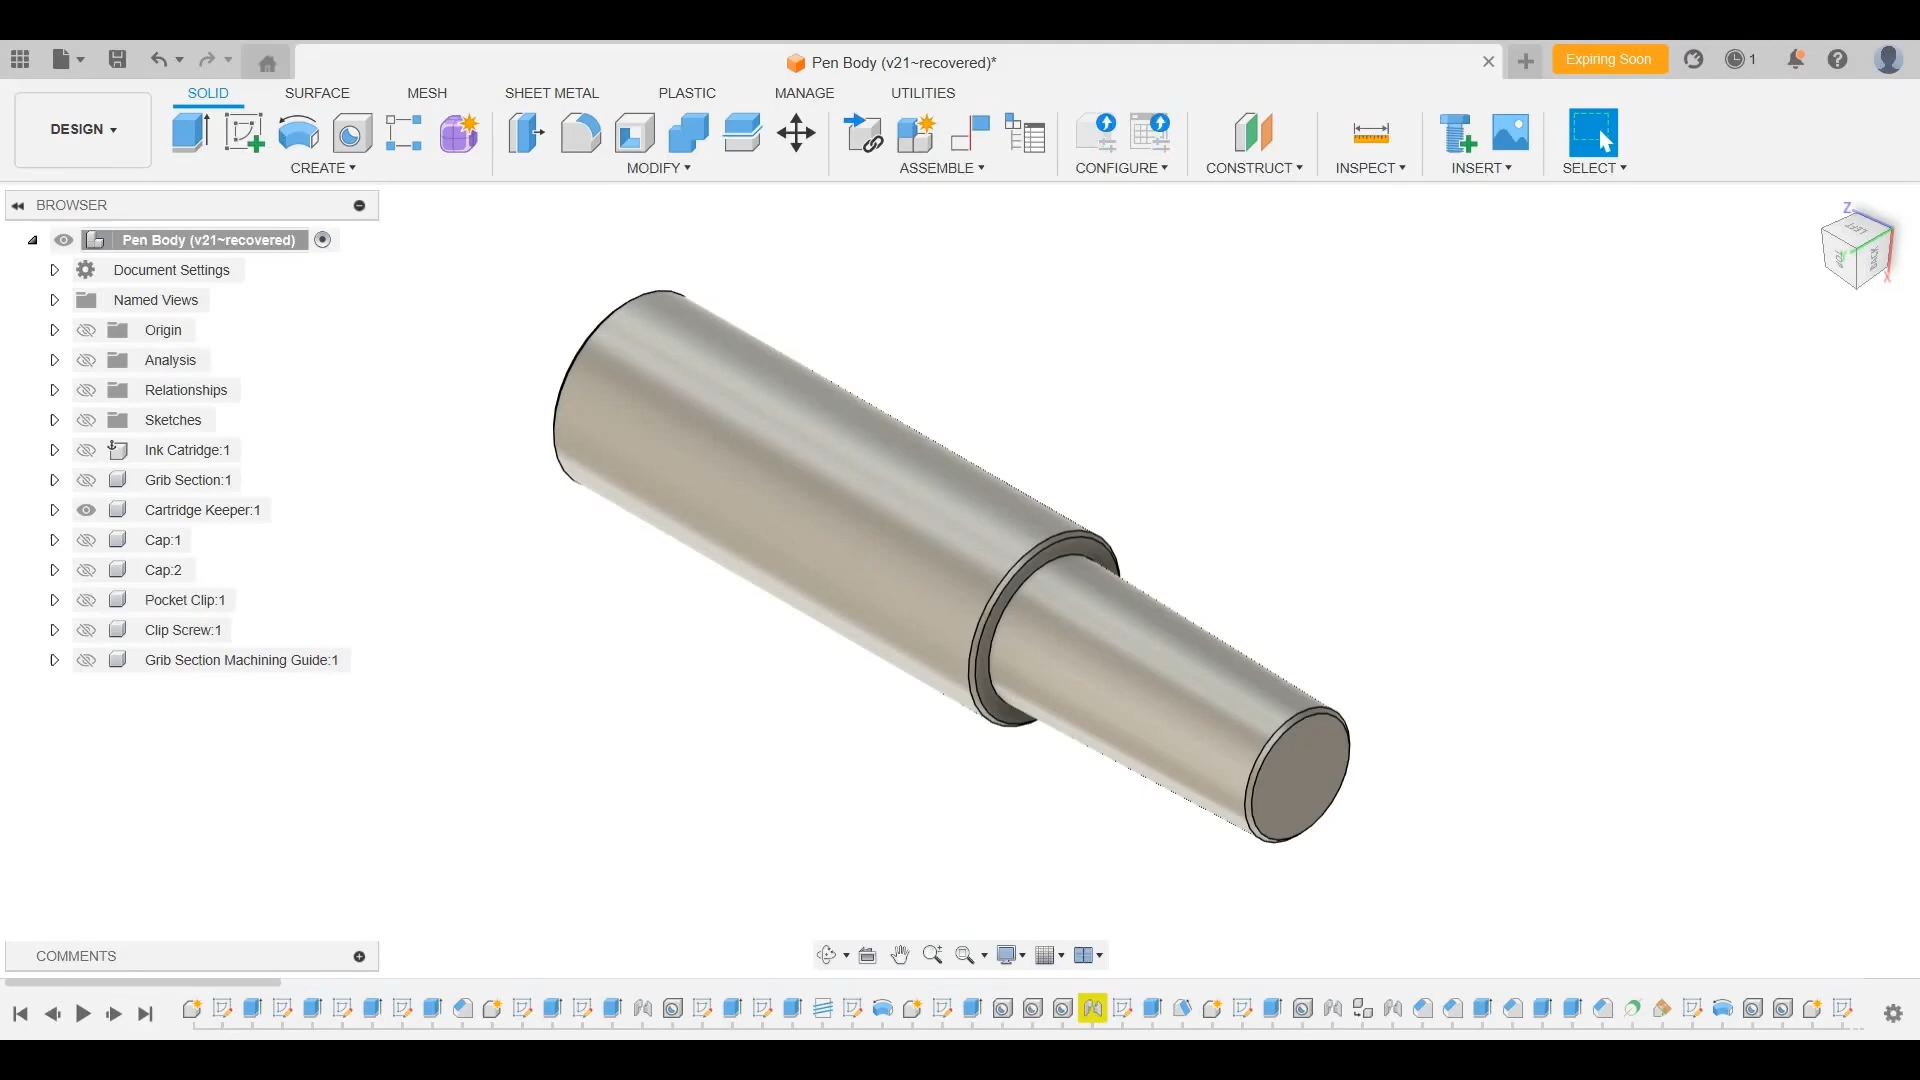 Pen Body (v21~recovered)*
Expiring Soon
1
DESIGN
SOLID
SURFACE
MESH
SHEET METAL
PLASTIC
MANAGE
UTILITIES
CREATE
MODIFY
ASSEMBLE
CONFIGURE
CONSTRUCT
INSPECT
INSERT
SELECT
BROWSER
Pen Body (v21~recovered)
Document Settings
Named Views
Origin
Analysis
Relationships
Sketches
Ink Catridge:1
Grib Section:1
Cartridge Keeper:1
Cap:1
Cap:2
Pocket Clip:1
Clip Screw:1
Grib Section Machining Guide:1
Z
LEFT
TOP
BACK
X
COMMENTS